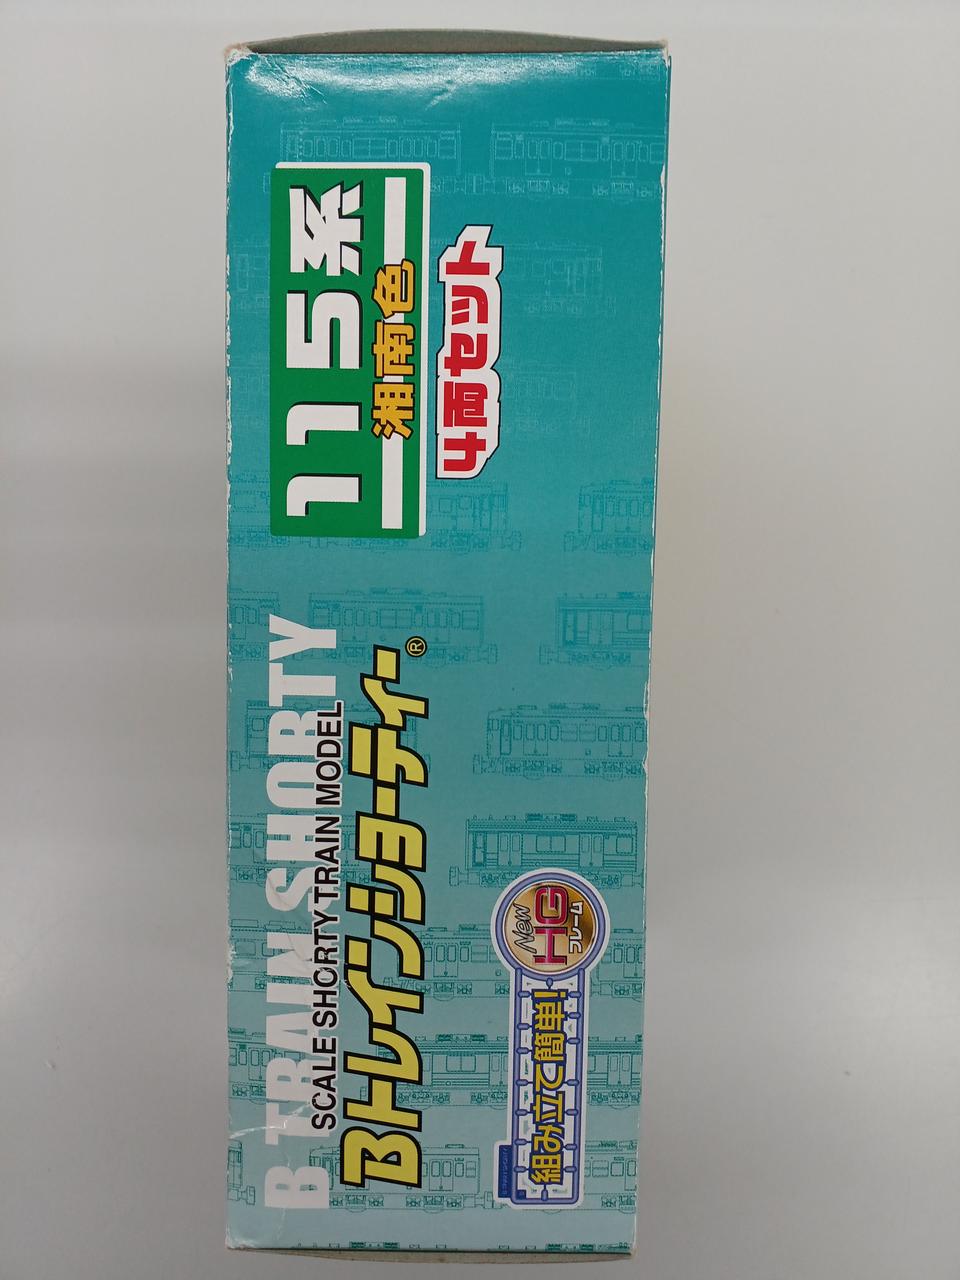 B TRAIN SHORTY
SCALE SHORTY TRAIN MODEL
Bトレインショーティー®
115系
湘南色
4両セット
New
HG
フレーム
組み立て簡単!